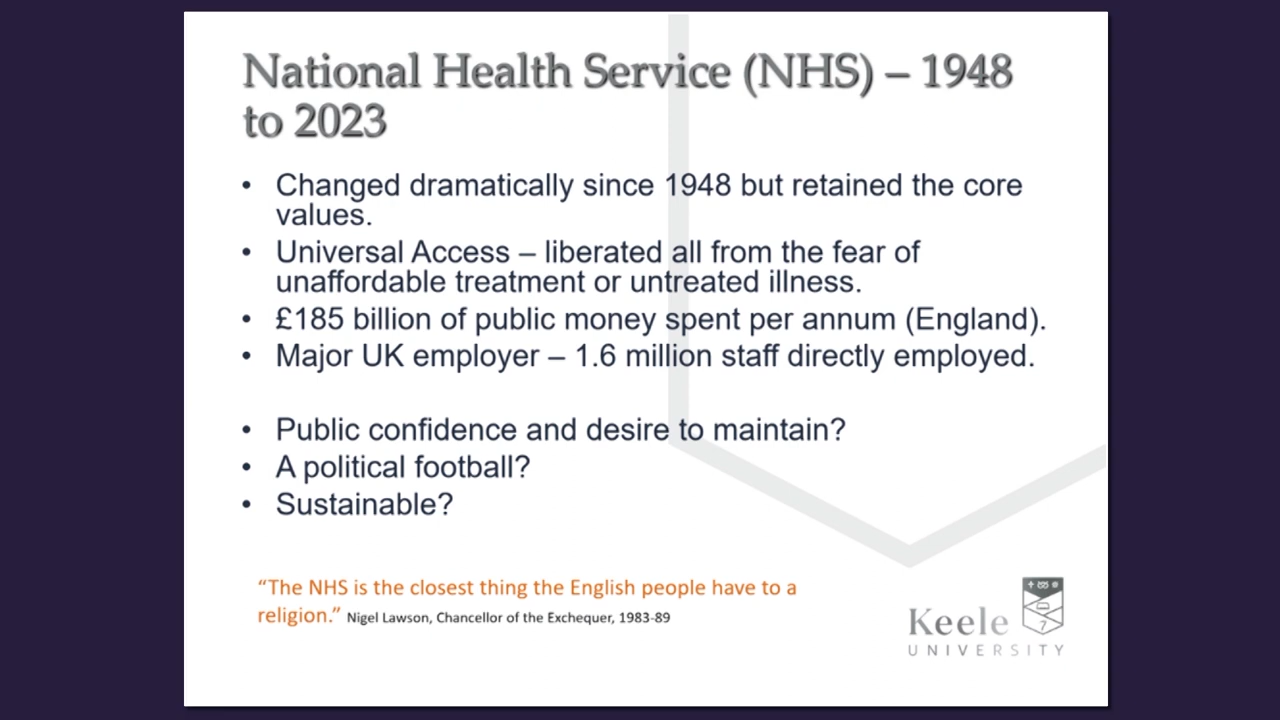 National Health Service (NHS) – 1948
to 2023
• Changed dramatically since 1948 but retained the core
values.
• Universal Access – liberated all from the fear of
unaffordable treatment or untreated illness.
• £185 billion of public money spent per annum (England).
• Major UK employer – 1.6 million staff directly employed.
• Public confidence and desire to maintain?
• A political football?
• Sustainable?
“The NHS is the closest thing the English people have to a
religion.” Nigel Lawson, Chancellor of the Exchequer, 1983-89
Keele
UNIVERSITY